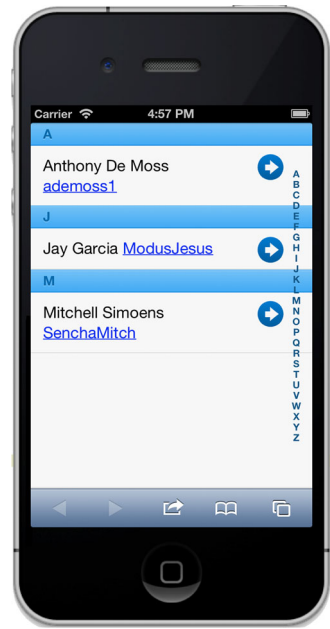 Carrier 4:57 PM
A
Anthony De Moss
ademoss1
J
Jay Garcia ModusJesus
M
Mitchell Simoens
SenchaMitch
A
B
C
D
E
F
G
H
I
J
K
L
M
N
O
P
Q
R
S
T
U
V
W
X
Y
Z